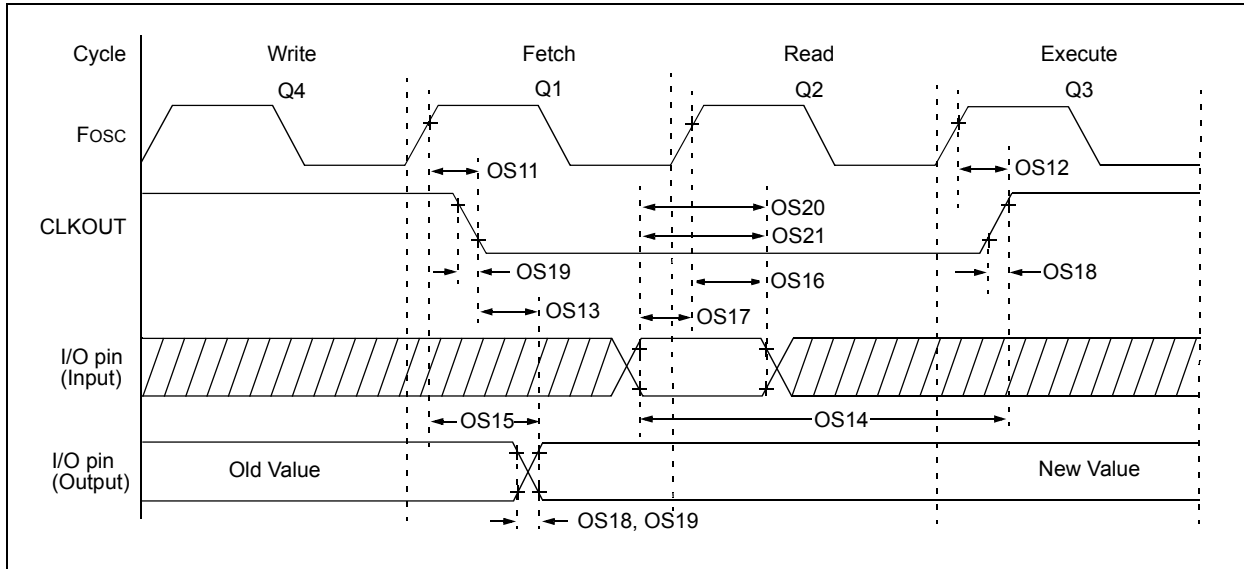 Cycle Write Fetch Read Execute
Q4 Q1 Q2 Q3
Fosc
OS11 OS12
OS20
CLKOUT OS21
OS19 OS16 OS18
OS13 OS17
I/O pin
(Input)
OS15 OS14
I/O pin
(Output) Old Value New Value
OS18, OS19